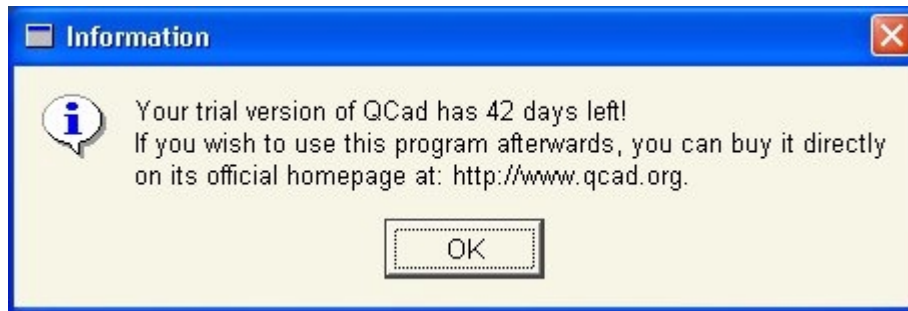 Information
Your trial version of QCad has 42 days left!
If you wish to use this program afterwards, you can buy it directly
on its official homepage at: http://www.qcad.org.
OK